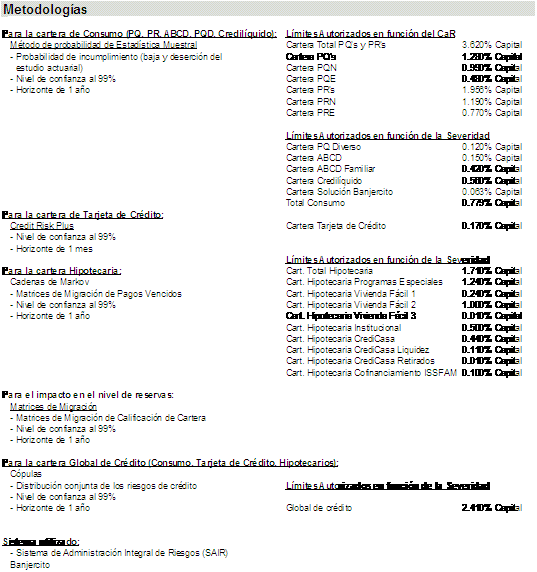 Metodologías
Para la cartera de Consumo (PQ, PR, ABCD, PQD, Credilíquido):
Método de probabilidad de Estadística Muestral
- Probabilidad de incumplimiento (baja y deserción del
estudio actuarial)
- Nivel de confianza al 99%
- Horizonte de 1 año
Límites Autorizados en función del CaR
Cartera Total PQ's y PR's 3.620% Capital
Cartera PQ's 1.280% Capital
Cartera PQN 0.990% Capital
Cartera PQE 0.480% Capital
Cartera PR's 1.956% Capital
Cartera PRN 1.190% Capital
Cartera PRE 0.770% Capital
Límites Autorizados en función de la Severidad
Cartera PQ Diverso 0.120% Capital
Cartera ABCD 0.150% Capital
Cartera ABCD Familiar 0.420% Capital
Cartera Credilíquido 0.560% Capital
Cartera Solución Banjercito 0.063% Capital
Total Consumo 0.779% Capital
Para la cartera de Tarjeta de Crédito:
Credit Risk Plus
- Nivel de confianza al 99%
- Horizonte de 1 mes
Cartera Tarjeta de Crédito 0.170% Capital
Límites Autorizados en función de la Severidad
Para la cartera Hipotecaria:
Cadenas de Markov
- Matrices de Migración de Pagos Vencidos
- Nivel de confianza al 99%
- Horizonte de 1 año
Cart. Total Hipotecaria 1.710% Capital
Cart. Hipotecaria Programas Especiales 1.240% Capital
Cart. Hipotecaria Vivienda Fácil 1 0.240% Capital
Cart. Hipotecaria Vivienda Fácil 2 1.000% Capital
Cart. Hipotecaria Vivienda Fácil 3 0.010% Capital
Cart. Hipotecaria Institucional 0.500% Capital
Cart. Hipotecaria CrediCasa 0.440% Capital
Cart. Hipotecaria CrediCasa Liquidez 0.110% Capital
Cart. Hipotecaria CrediCasa Retirados 0.010% Capital
Cart. Hipotecaria Cofinanciamiento ISSFAM 0.100% Capital
Para el impacto en el nivel de reservas:
Matrices de Migración
- Matrices de Migración de Calificación de Cartera
- Nivel de confianza al 99%
- Horizonte de 1 año
Para la cartera Global de Crédito (Consumo, Tarjeta de Crédito, Hipotecarios):
Cópulas
- Distribución conjunta de los riesgos de crédito
- Nivel de confianza al 99%
- Horizonte de 1 año
Límites Autorizados en función de la Severidad
Global de crédito 2.410% Capital
Sistema utilizado:
- Sistema de Administración Integral de Riesgos (SAIR)
Banjercito